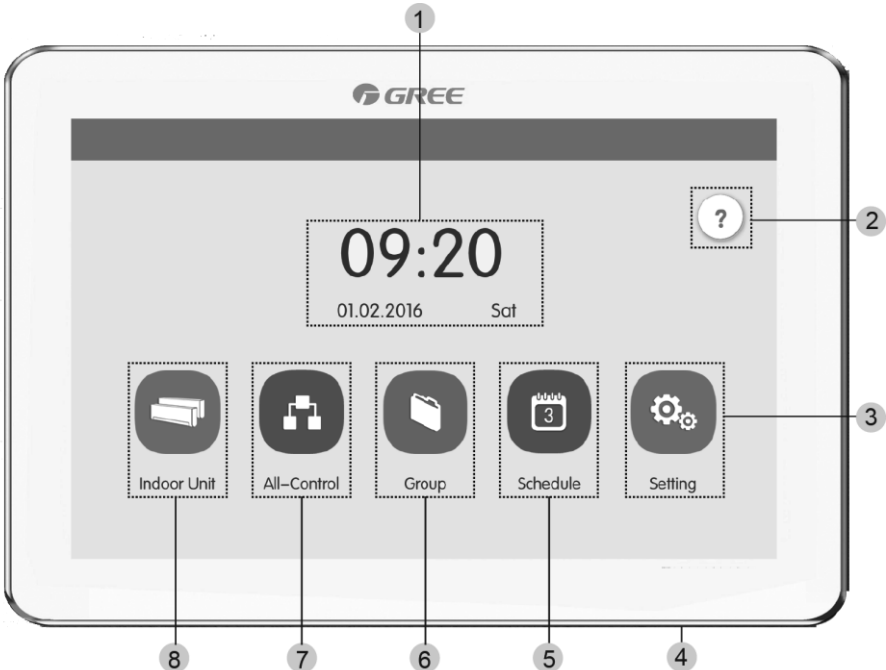 1
GREE
2
?
09:20
01.02.2016 Sat
3
3
Indoor Unit All-Control Group Schedule Setting
8 7 6 5 4